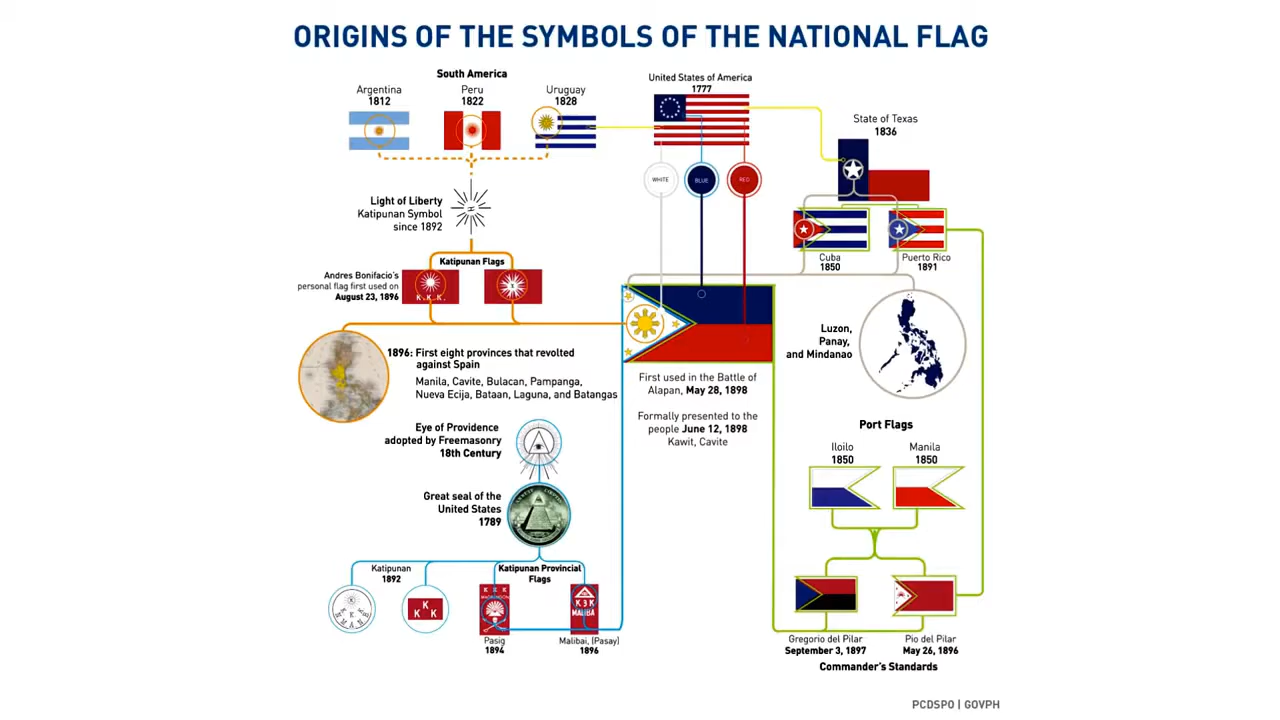 ORIGINS OF THE SYMBOLS OF THE NATIONAL FLAG
South America
Argentina
1812
Peru
1822
Uruguay
1828
United States of America
1777
State of Texas
1836
WHITE
BLUE
RED
Light of Liberty
Katipunan Symbol
since 1892
Cuba
1850
Puerto Rico
1891
Katipunan Flags
Andres Bonifacio's
personal flag first used on
August 23, 1896
K. K. K.
Luzon,
Panay,
and Mindanao
1896: First eight provinces that revolted
against Spain
Manila, Cavite, Bulacan, Pampanga,
Nueva Ecija, Bataan, Laguna, and Batangas
First used in the Battle of
Alapan, May 28, 1898
Formally presented to the
people June 12, 1898
Kawit, Cavite
Eye of Providence
adopted by Freemasonry
18th Century
Great seal of the
United States
1789
Port Flags
Iloilo
1850
Manila
1850
Katipunan
1892
K
K K
Katipunan Provincial
Flags
K K K
Pasig
1894
MALIBA
Malibai, (Pasay)
1896
Gregorio del Pilar
September 3, 1897
Pio del Pilar
May 26, 1896
Commander's Standards
PCDSPO | GOVPH